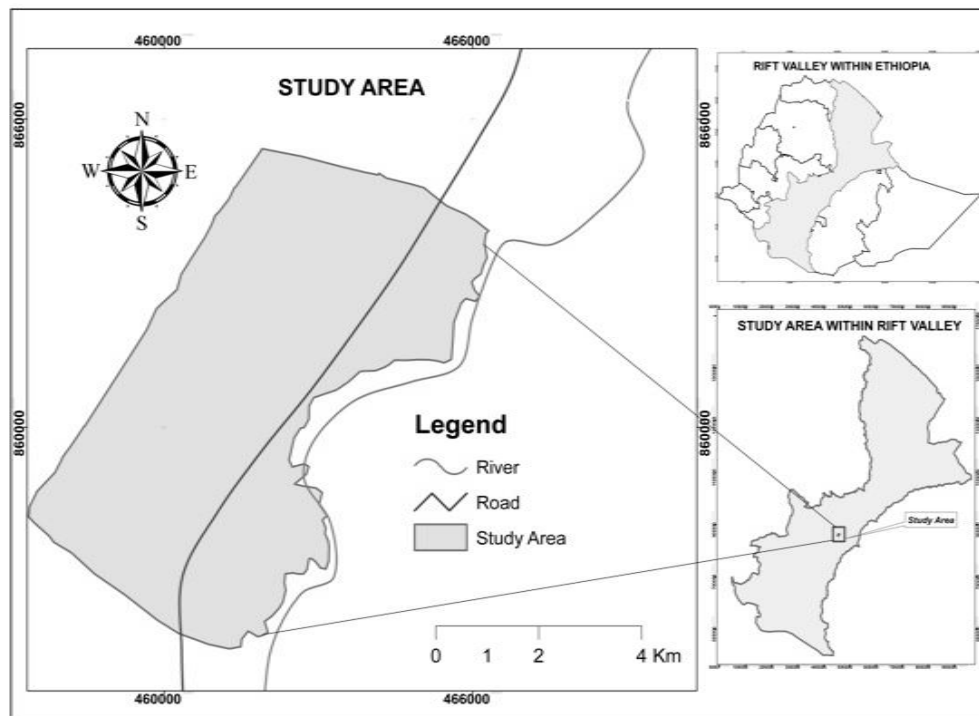 460000
466000
STUDY AREA
N
W
E
S
866000
866000
860000
860000
Legend
River
Road
Study Area
0 1 2 4 Km
460000
466000
RIFT VALLEY WITHIN ETHIOPIA
STUDY AREA WITHIN RIFT VALLEY
Study Area